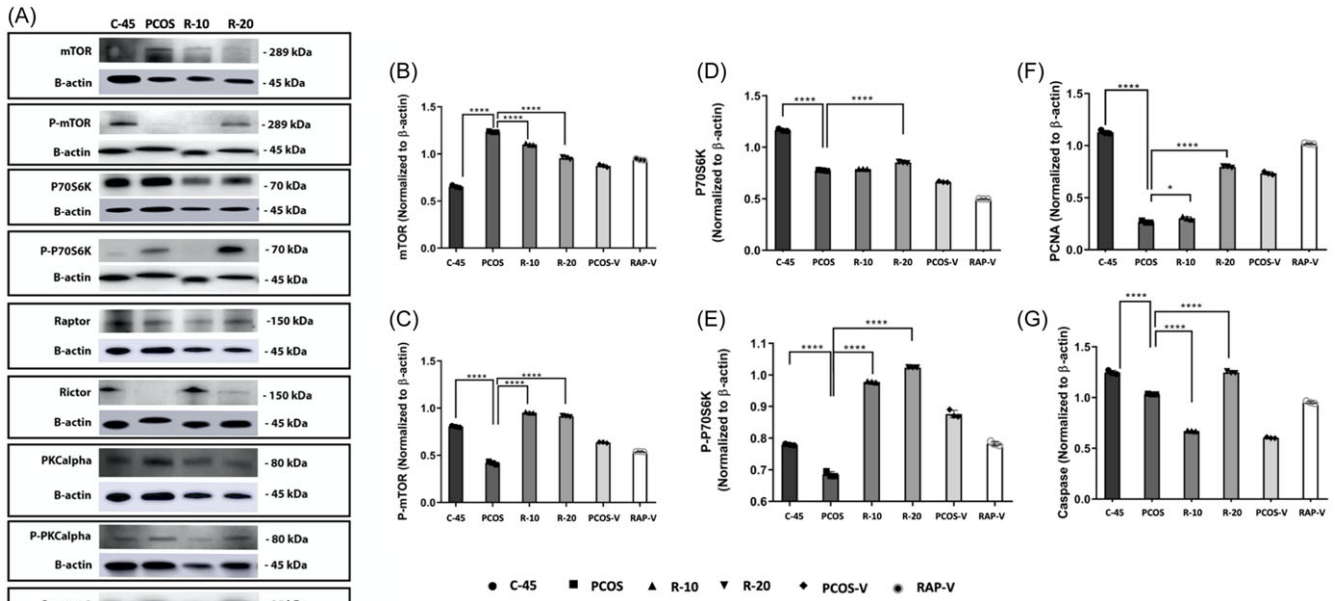 (A)
C-45 PCOS R-10 R-20
mTOR - 289 kDa
B-actin - 45 kDa
P-mTOR - 289 kDa
B-actin - 45 kDa
P70S6K - 70 kDa
B-actin - 45 kDa
P-P70S6K - 70 kDa
B-actin - 45 kDa
Raptor -150 kDa
B-actin - 45 kDa
Rictor - 150 kDa
B-actin - 45 kDa
PKCalpha - 80 kDa
B-actin - 45 kDa
P-PKCalpha - 80 kDa
B-actin - 45 kDa
(B)
mTOR (Normalized to β-actin)
1.5
1.0
0.5
0.0
**** **** ****
C-45 PCOS R-10 R-20 PCOS-V RAP-V
(C)
P-mTOR (Normalized to β-actin)
1.5
1.0
0.5
0.0
**** **** ****
C-45 PCOS R-10 R-20 PCOS-V RAP-V
(D)
P70S6K
(Normalized to β-actin)
1.5
1.0
0.5
0.0
**** ****
C-45 PCOS R-10 R-20 PCOS-V RAP-V
(E)
P-P70S6K
(Normalized to β-actin)
1.1
1.0
0.9
0.8
0.7
0.6
****
**** ****
C-45 PCOS R-10 R-20 PCOS-V RAP-V
(F)
PCNA (Normalized to β-actin)
1.5
1.0
0.5
0.0
****
****
*
C-45 PCOS R-10 R-20 PCOS-V RAP-V
(G)
Caspase (Normalized to β-actin)
1.5
1.0
0.5
0.0
**** ****
****
C-45 PCOS R-10 R-20 PCOS-V RAP-V
C-45 PCOS R-10 R-20 PCOS-V RAP-V